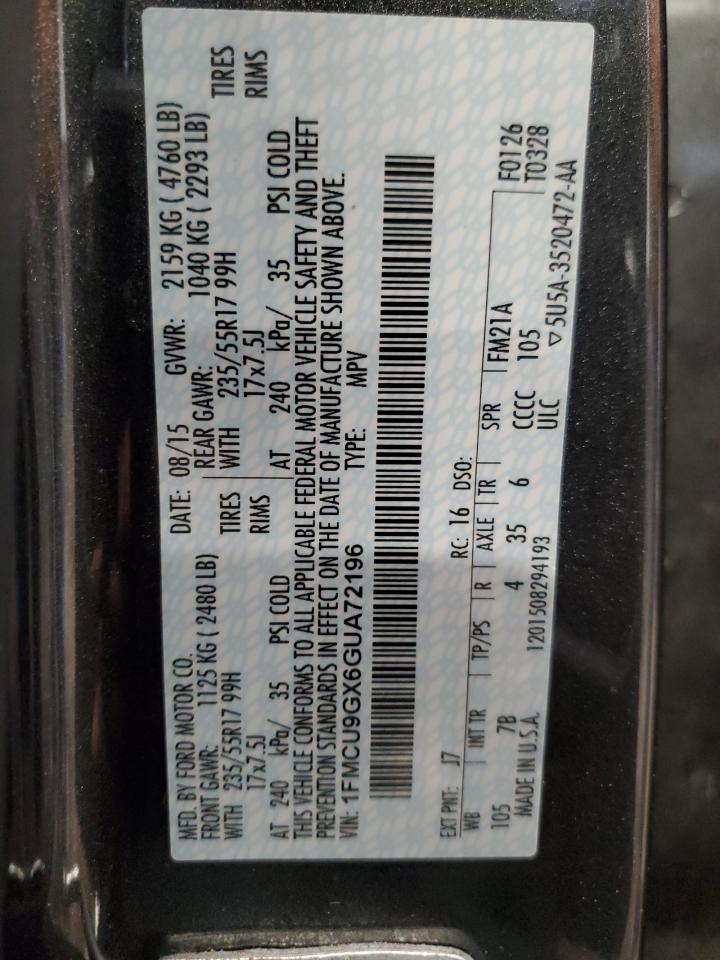 MFD. BY FORD MOTOR CO. DATE: 08/15 GVWR: 2159 KG ( 4760 LB)
FRONT GAWR: 1125 KG ( 2480 LB) REAR GAWR: 1040 KG ( 2293 LB)
WITH 235/55R17 99H TIRES WITH 235/55R17 99H TIRES
17x7.5J RIMS 17x7.5J RIMS
AT 240 kPa/ 35 PSI COLD AT 240 kPa/ 35 PSI COLD
THIS VEHICLE CONFORMS TO ALL APPLICABLE FEDERAL MOTOR VEHICLE SAFETY AND THEFT
PREVENTION STANDARDS IN EFFECT ON THE DATE OF MANUFACTURE SHOWN ABOVE.
VIN: 1FMCU9GX6GUA72196 TYPE: MPV
EXT PNT: J7 RC: 16 DSO:
WB INT TR TP/PS R AXLE TR SPR FM21A F0126
105 7B 4 35 6 CCCC 105 T0328
MADE IN U.S.A. 1201508294193 ULC ▽5U5A-3520472-AA